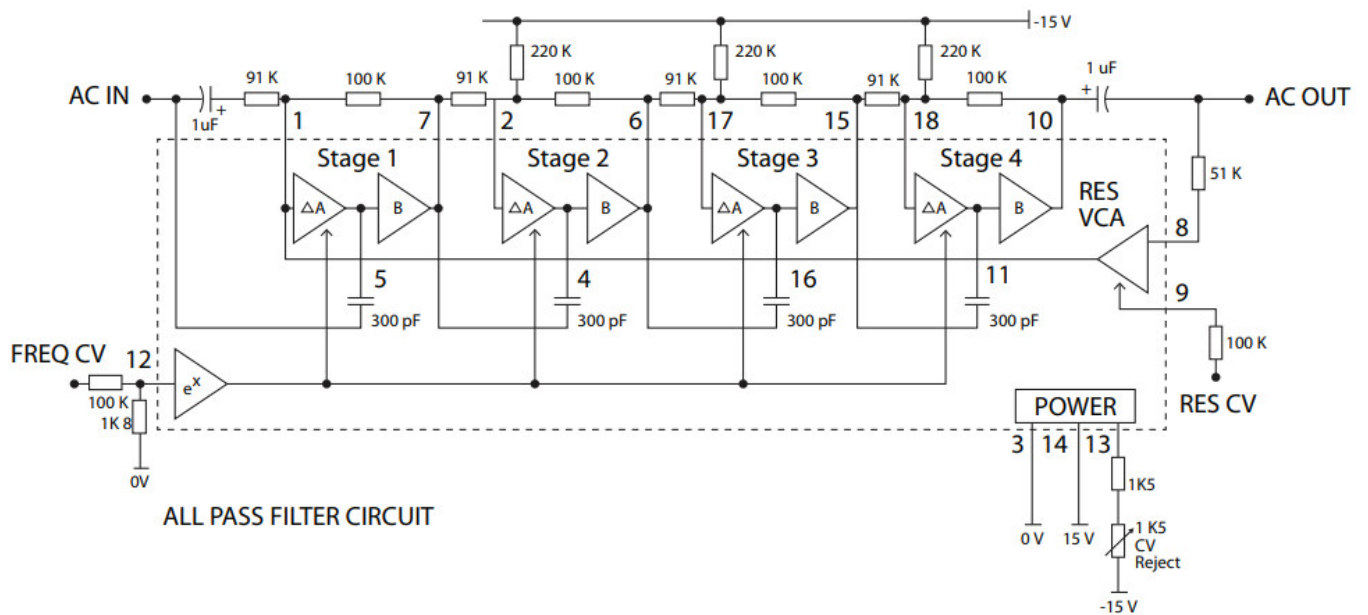 -15 V
220 K
220 K
220 K
91 K
100 K
91 K
100 K
91 K
100 K
91 K
100 K
1 uF
+
AC IN
+
1uF
AC OUT
1
7
2
6
17
15
18
10
Stage 1
Stage 2
Stage 3
Stage 4
51 K
RES
VCA
△A
B
△A
B
△A
B
△A
B
8
5
4
16
11
9
300 pF
300 pF
300 pF
300 pF
FREQ CV
12
e^x
100 K
100 K
1K 8
RES CV
POWER
3
14
13
0V
1K5
ALL PASS FILTER CIRCUIT
0 V
15 V
1 K5
CV
Reject
-15 V